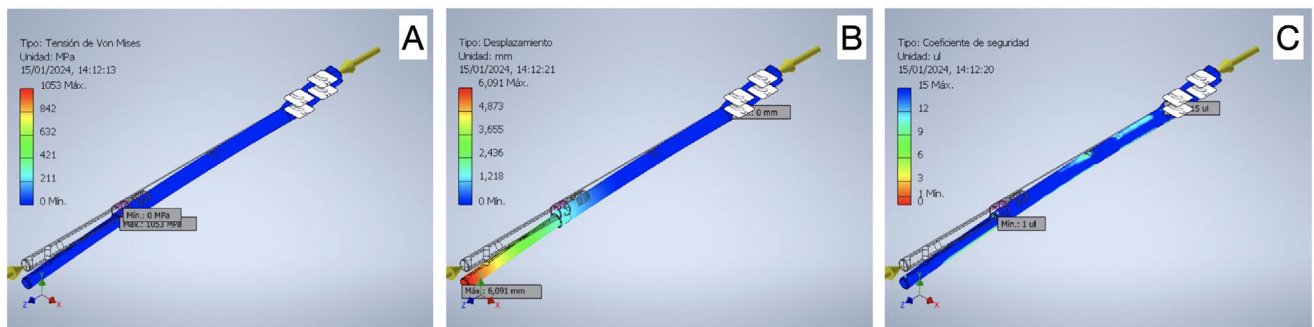 A
Tipo: Tensión de Von Mises
Unidad: MPa
15/01/2024, 14:12:13
1053 Máx.
842
632
421
211
0 Mín.
Mín.: 0 MPa
Máx.: 1053 MPa
Z
Y
X
B
Tipo: Desplazamiento
Unidad: mm
15/01/2024, 14:12:21
6,091 Máx.
4,873
3,655
2,436
1,218
0 Mín.
: 0 mm
Máx.: 6,091 mm
Z
X
C
Tipo: Coeficiente de seguridad
Unidad: ul
15/01/2024, 14:12:20
15 Máx.
12
9
6
3
1 Mín.
0
15 ul
Mín.: 1 ul
Z
Y
X